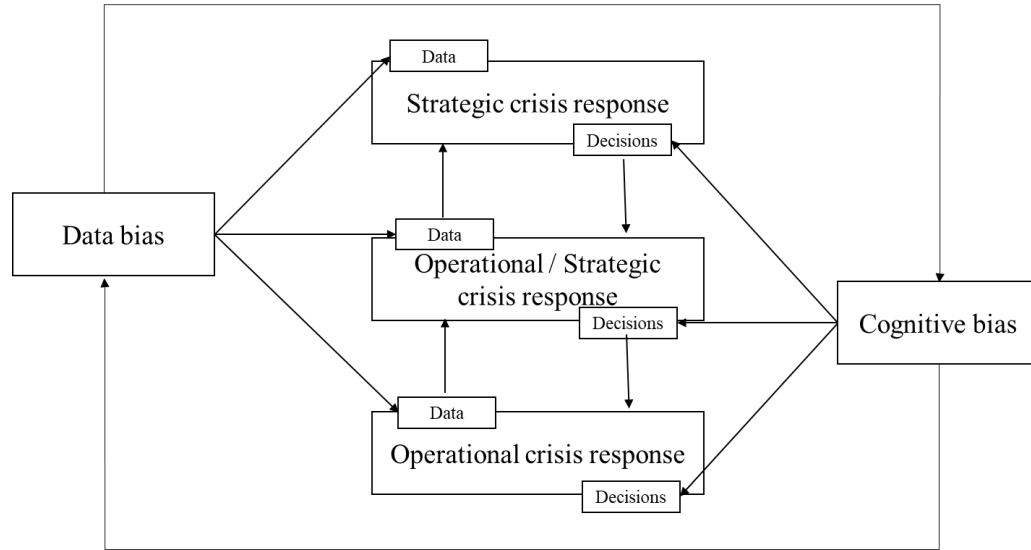 Data
Strategic crisis response
Decisions
Data bias
Data
Operational / Strategic
crisis response
Decisions
Cognitive bias
Data
Operational crisis response
Decisions